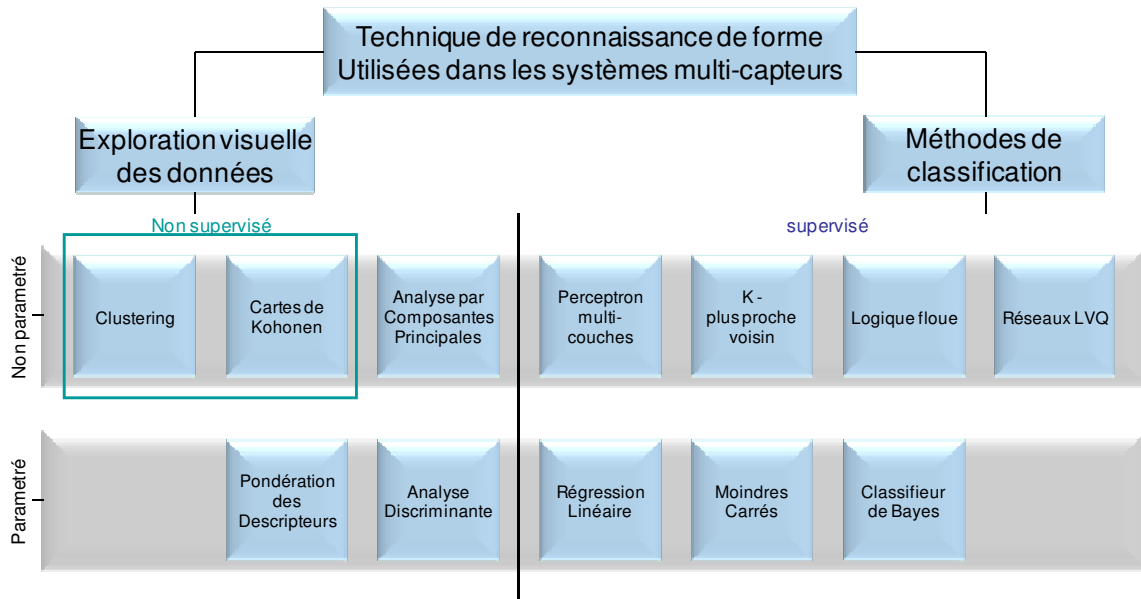 Technique de reconnaissance de forme
Utilisées dans les systèmes multi-capteurs
Exploration visuelle
des données
Méthodes de
classification
Non supervisé
supervisé
Non parametré
Clustering
Cartes de
Kohonen
Analyse par
Composantes
Principales
Perceptron
multi-
couches
K -
plus proche
voisin
Logique floue
Réseaux LVQ
Parametré
Pondération
des
Descripteurs
Analyse
Discriminante
Régression
Linéaire
Moindres
Carrés
Classifieur
de Bayes